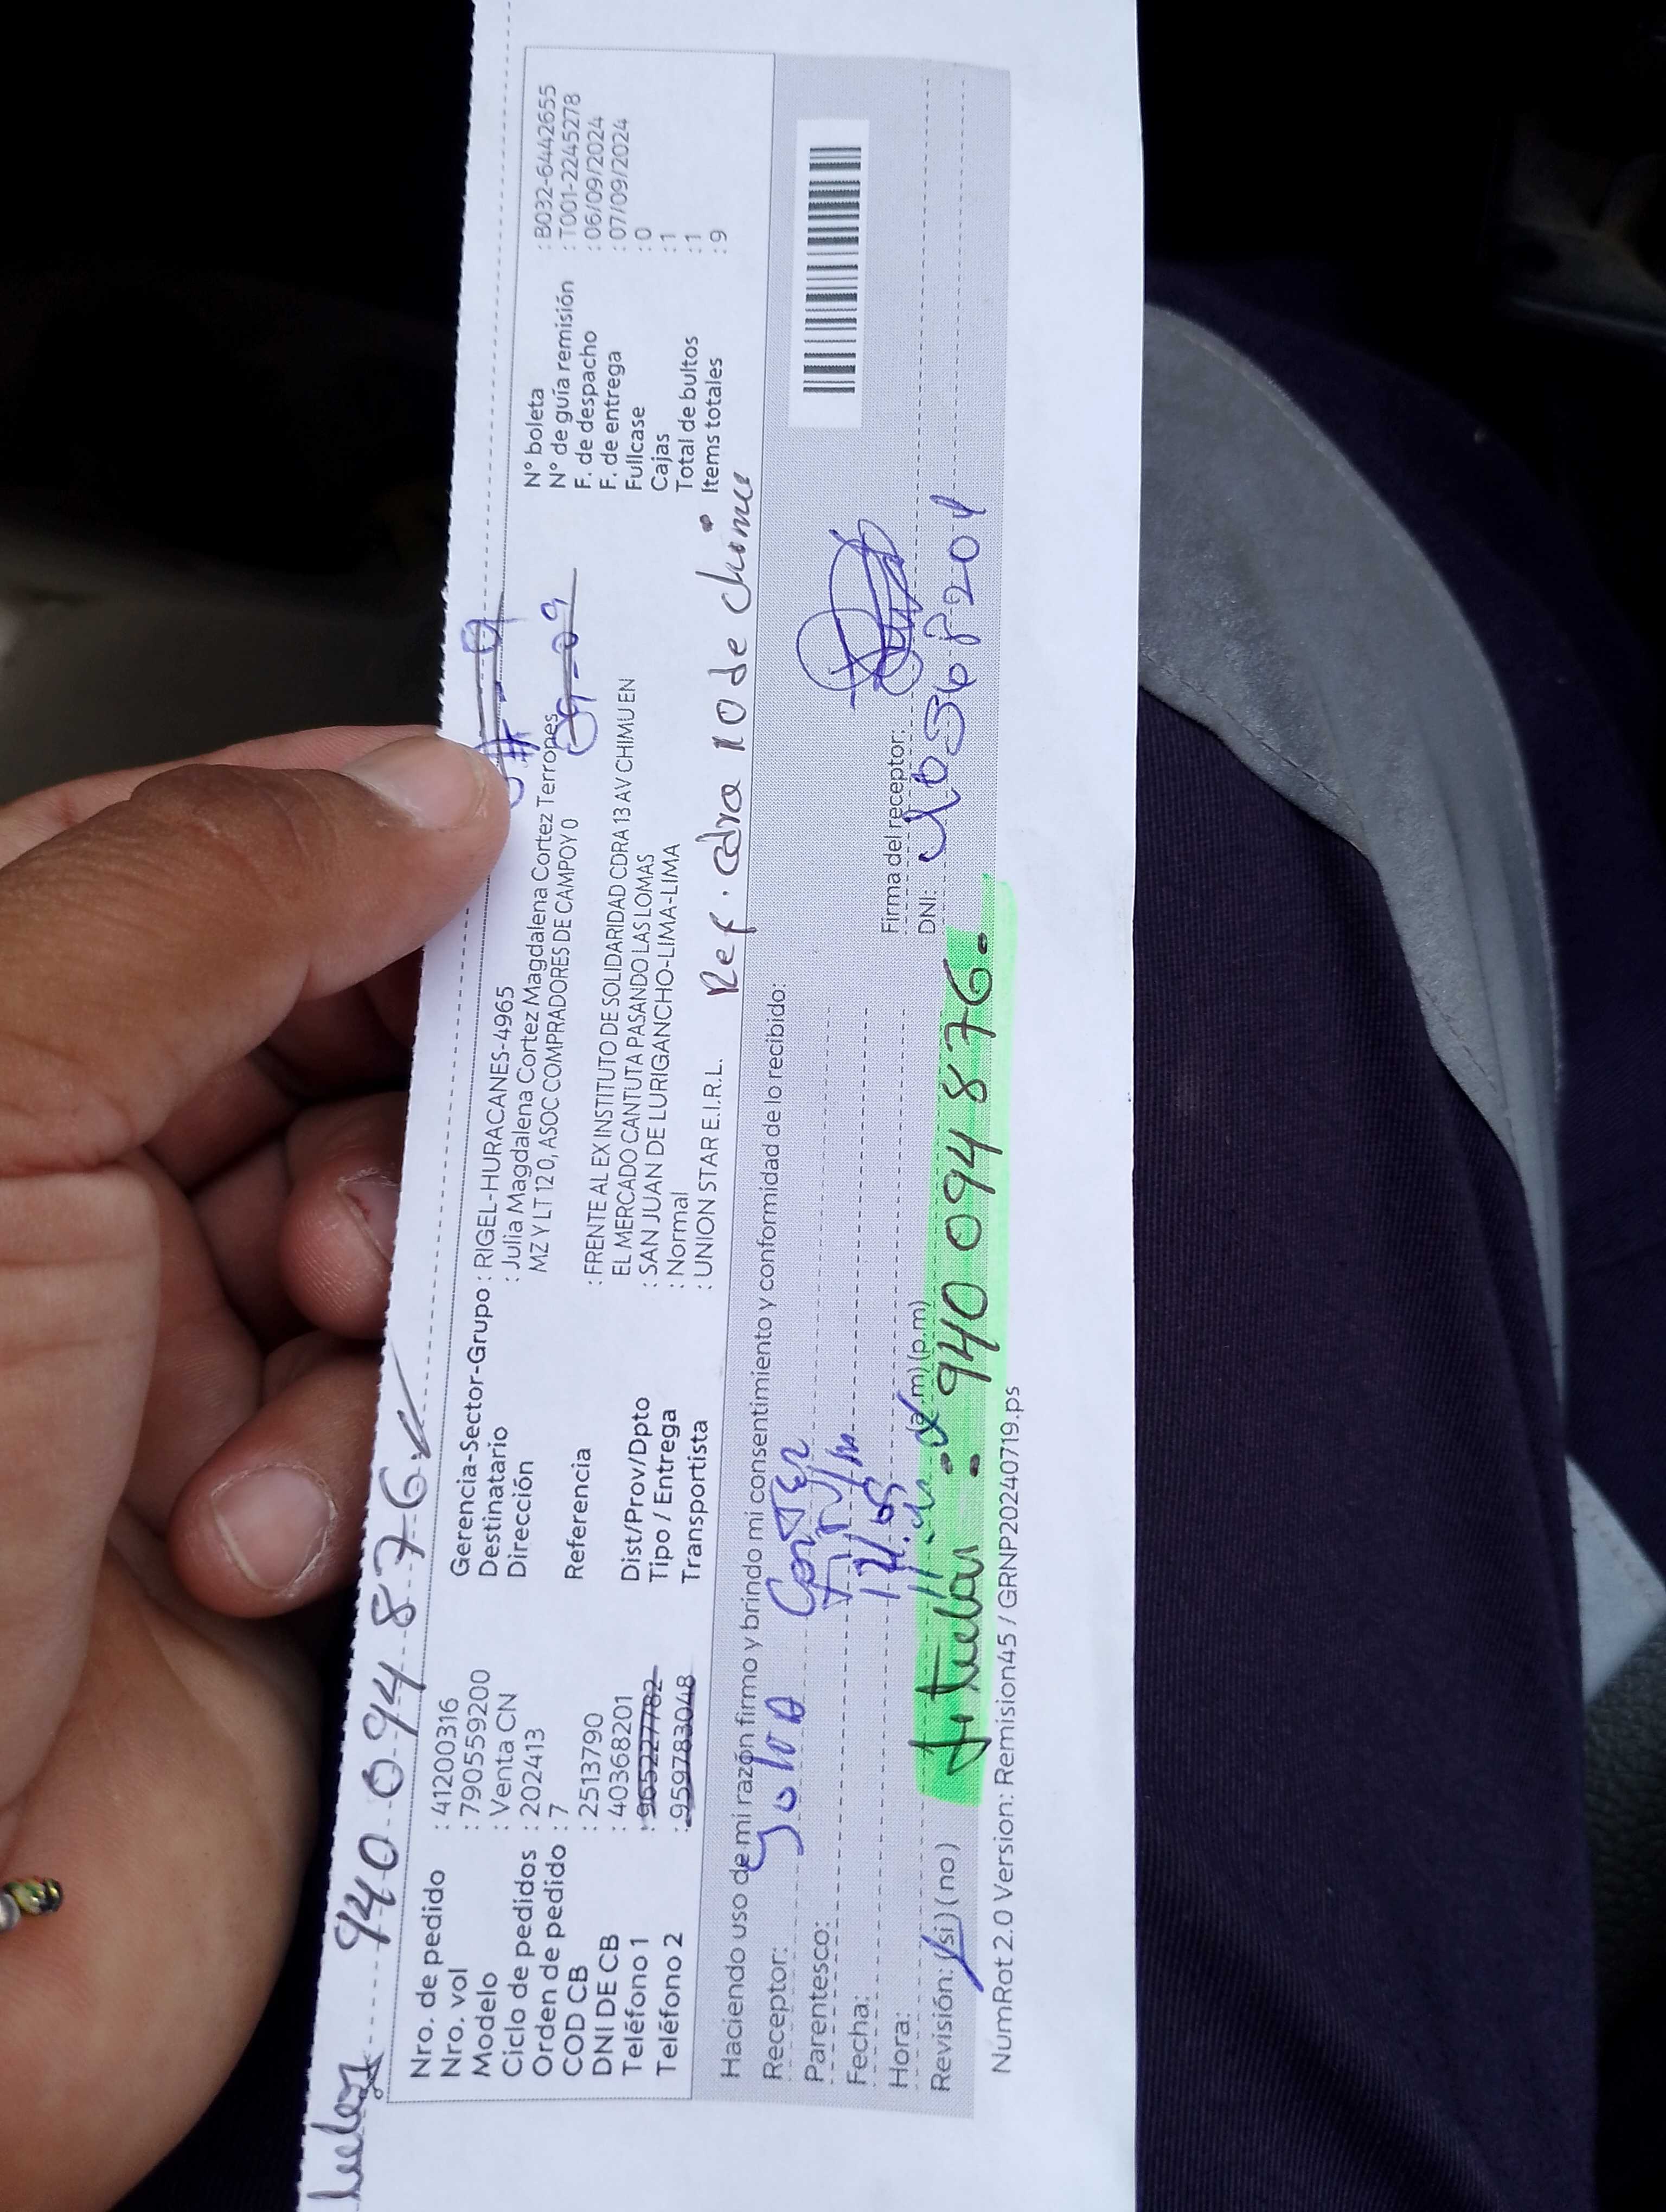 940 094 876
Nro. de pedido : 41200316
Nro. vol : 790559200
Modelo : Venta CN
Ciclo de pedidos : 202413
Orden de pedido : 7
COD CB : 2513790
DNI DE CB : 40368201
Teléfono 1 : 965227782
Teléfono 2 : 959783048
Gerencia-Sector-Grupo : RIGEL-HURACANES-4965
Destinatario : Julia Magdalena Cortez Magdalena Cortez Terrones
Dirección MZ Y LT 12 0, ASOC COMPRADORES DE CAMPOY 0
Referencia : FRENTE AL EX INSTITUTO DE SOLIDARIDAD CDRA 13 AV CHIMU EN
EL MERCADO CANTUTA PASANDO LAS LOMAS
Dist/Prov/Dpto : SAN JUAN DE LURIGANCHO-LIMA-LIMA
Tipo / Entrega : Normal
Transportista : UNION STAR E.I.R.L.
Ref. cdra 10 de chimu
N° boleta : B032-6442655
N° de guía remisión : T001-2245278
F. de despacho : 06/09/2024
F. de entrega : 07/09/2024
Fullcase : 0
Cajas : 1
Total de bultos : 1
Items totales : 9
Haciendo uso de mi razón firmo y brindo mi consentimiento y conformidad de lo recibido:
Receptor: Julia Cortez
Parentesco:
Fecha:
Hora: (a.m) (p.m)
Revisión: (si) (no)
Firma del receptor:
DNI: 40368201
940 094 876.
NumRot 2.0 Version: Remision45 / GRNP20240719.ps